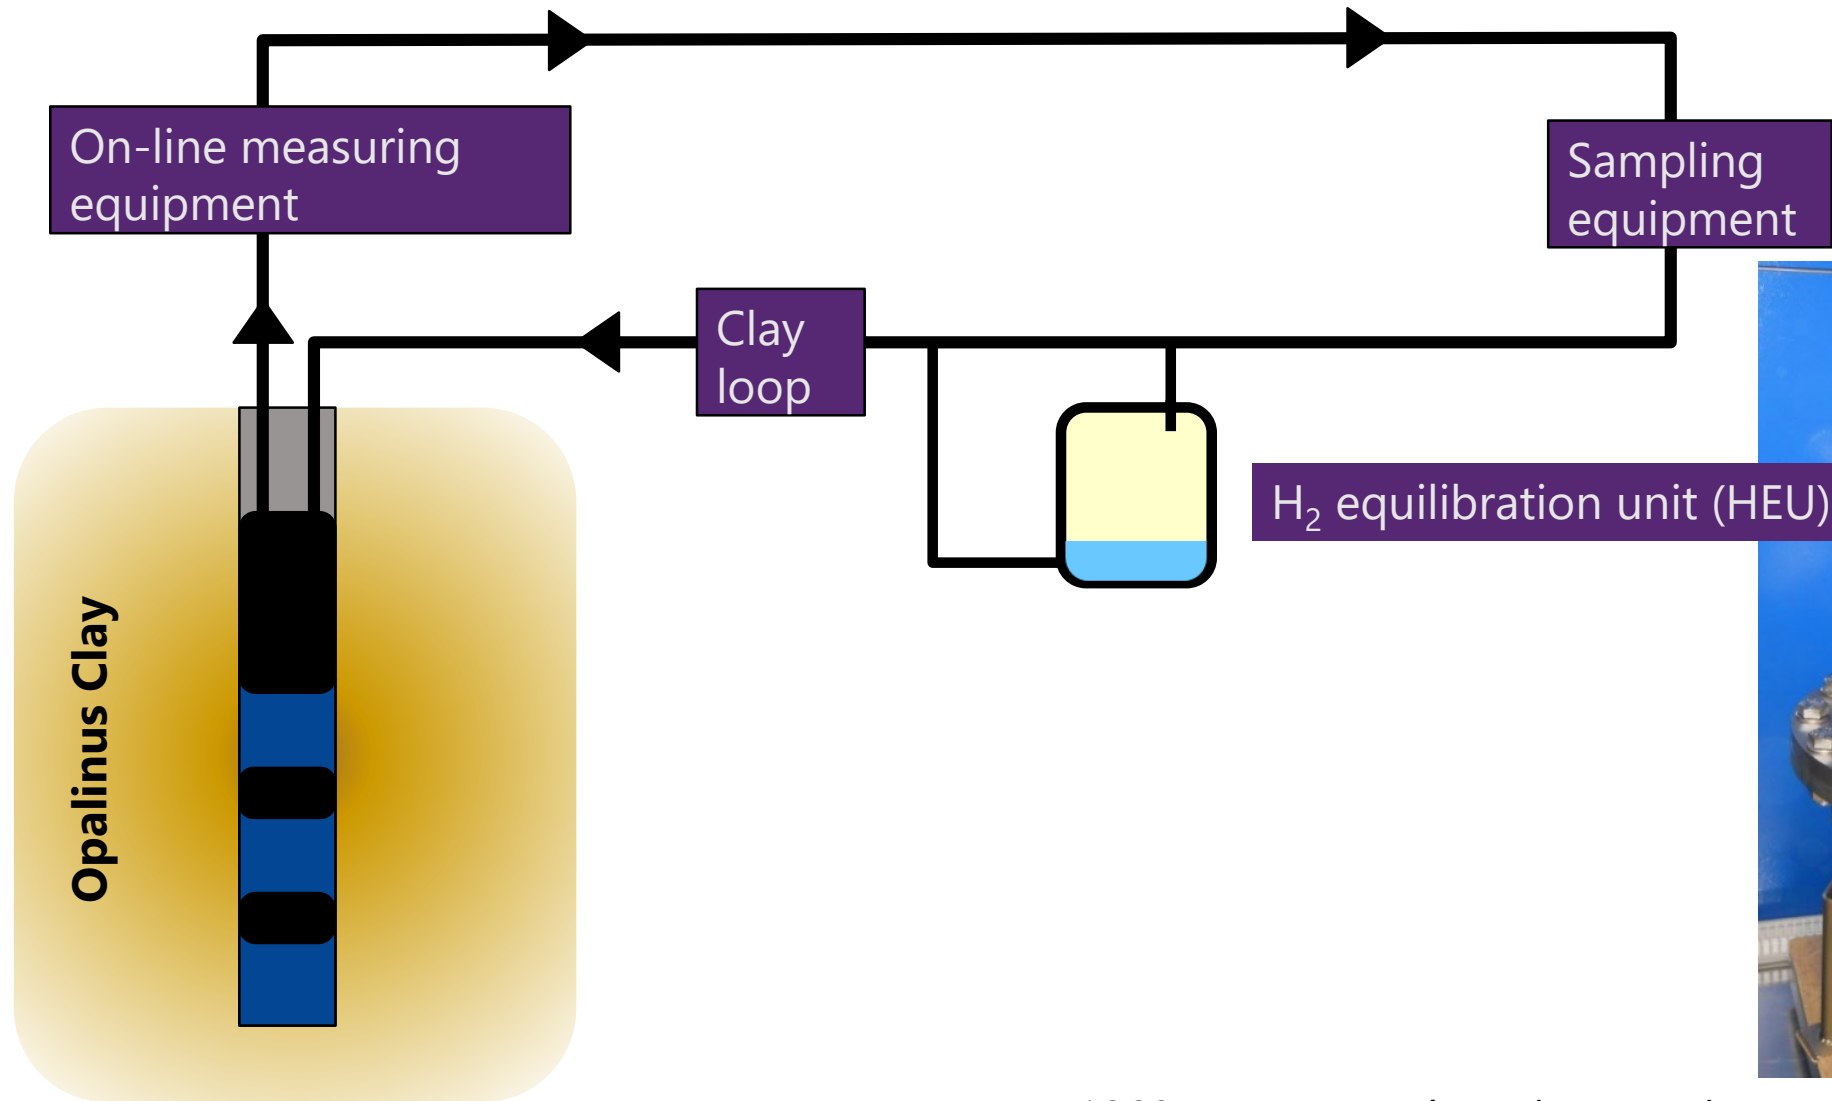 On-line measuring
equipment
Sampling
equipment
Clay
loop
H₂ equilibration unit (HEU)
Opalinus Clay